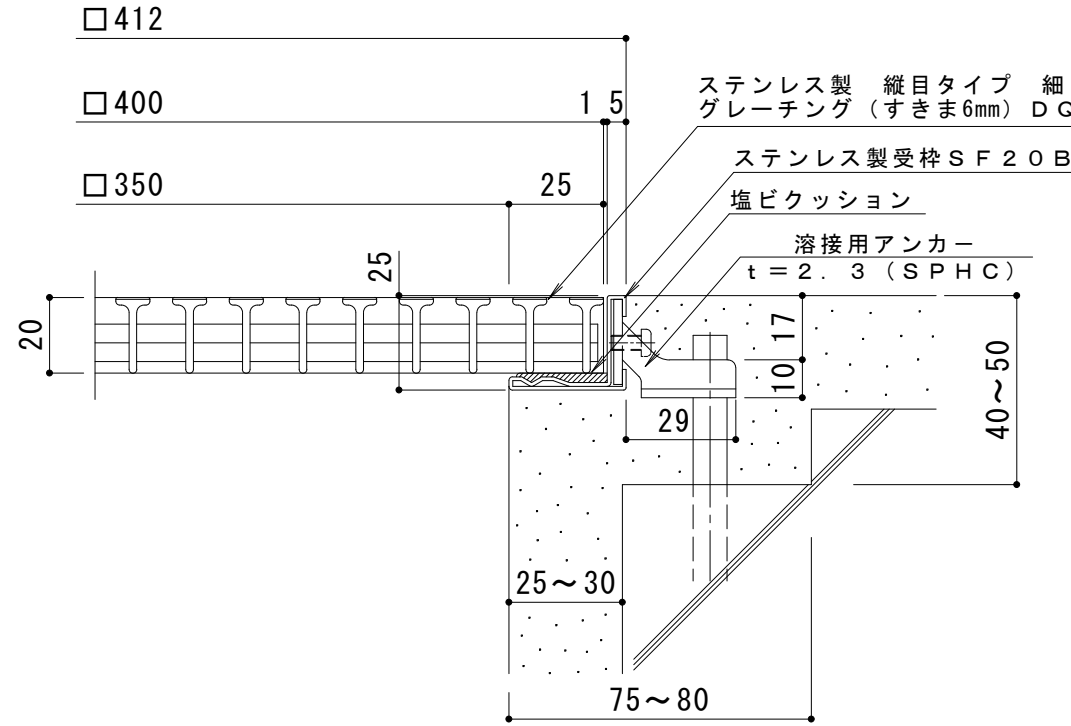 □412
□400
1 5
□350
25
ステンレス製 縦目タイプ 細
グレーチング (すきま6mm) DQ
ステンレス製受枠SF20B
塩ビクッション
溶接用アンカー
t=2.3 (SPHC)
25
20
17
10
40~50
29
25~30
75~80